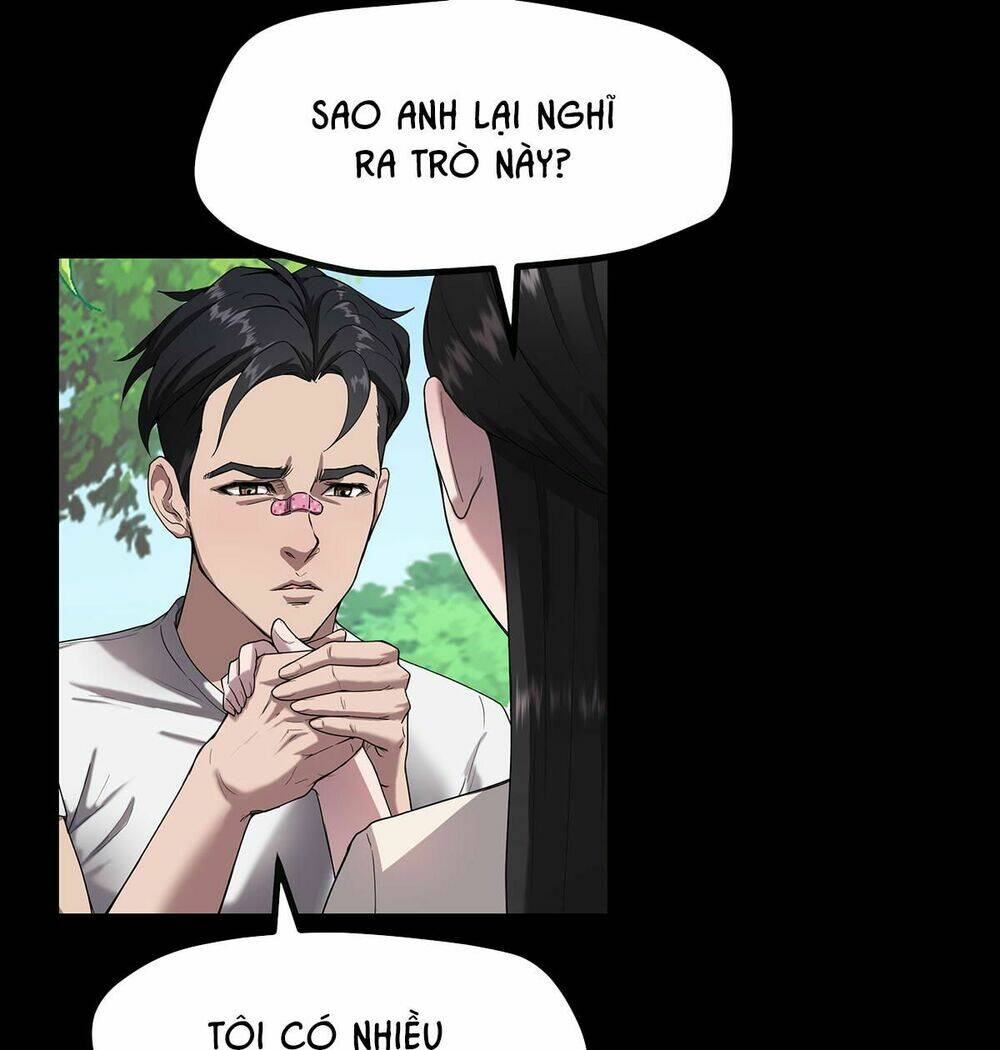 SAO ANH LẠI NGHĨ
RA TRÒ NÀY?
TÔI CÓ NHIỀU